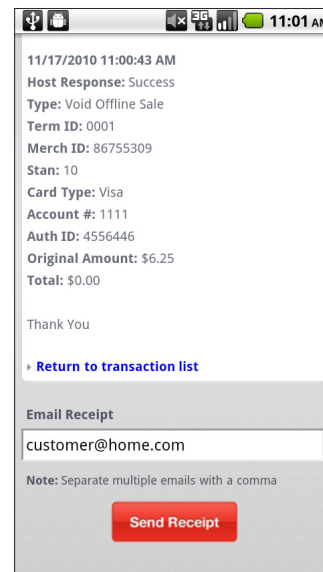 3G
11:01 AM
11/17/2010 11:00:43 AM
Host Response: Success
Type: Void Offline Sale
Term ID: 0001
Merch ID: 86755309
Stan: 10
Card Type: Visa
Account #: 1111
Auth ID: 4556446
Original Amount: $6.25
Total: $0.00
Thank You
Return to transaction list
Email Receipt
customer@home.com
Note: Separate multiple emails with a comma
Send Receipt